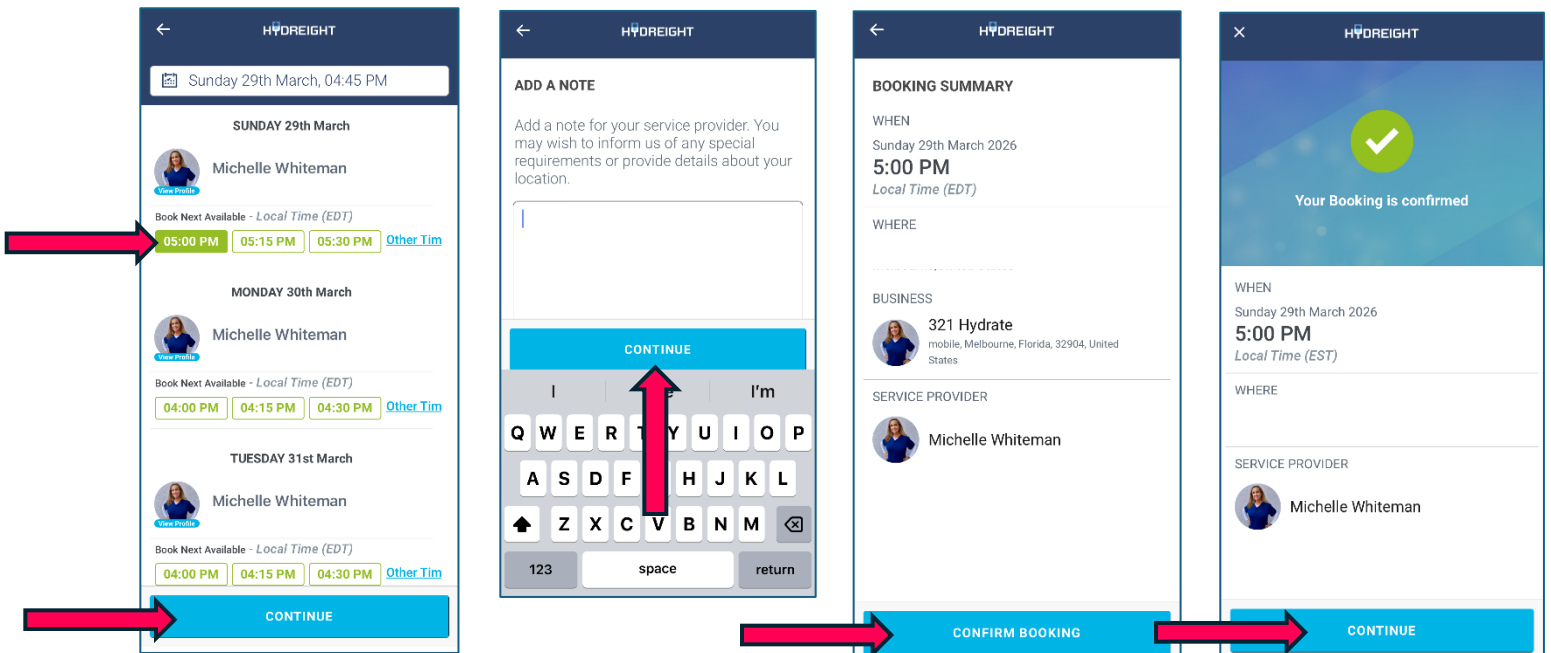 HYDREIGHT
Sunday 29th March, 04:45 PM
SUNDAY 29th March
Michelle Whiteman
View Profile
Book Next Available - Local Time (EDT)
05:00 PM 05:15 PM 05:30 PM Other Tim
MONDAY 30th March
Michelle Whiteman
View Profile
Book Next Available - Local Time (EDT)
04:00 PM 04:15 PM 04:30 PM Other Tim
TUESDAY 31st March
Michelle Whiteman
View Profile
Book Next Available - Local Time (EDT)
04:00 PM 04:15 PM 04:30 PM Other Tim
CONTINUE
HYDREIGHT
ADD A NOTE
Add a note for your service provider. You
may wish to inform us of any special
requirements or provide details about your
location.
CONTINUE
I I'm
Q W E R T Y U I O P
A S D F H J K L
Z X C V B N M
123 space return
HYDREIGHT
BOOKING SUMMARY
WHEN
Sunday 29th March 2026
5:00 PM
Local Time (EDT)
WHERE
BUSINESS
321 Hydrate
mobile, Melbourne, Florida, 32904, United
States
SERVICE PROVIDER
Michelle Whiteman
CONFIRM BOOKING
HYDREIGHT
Your Booking is confirmed
WHEN
Sunday 29th March 2026
5:00 PM
Local Time (EST)
WHERE
SERVICE PROVIDER
Michelle Whiteman
CONTINUE